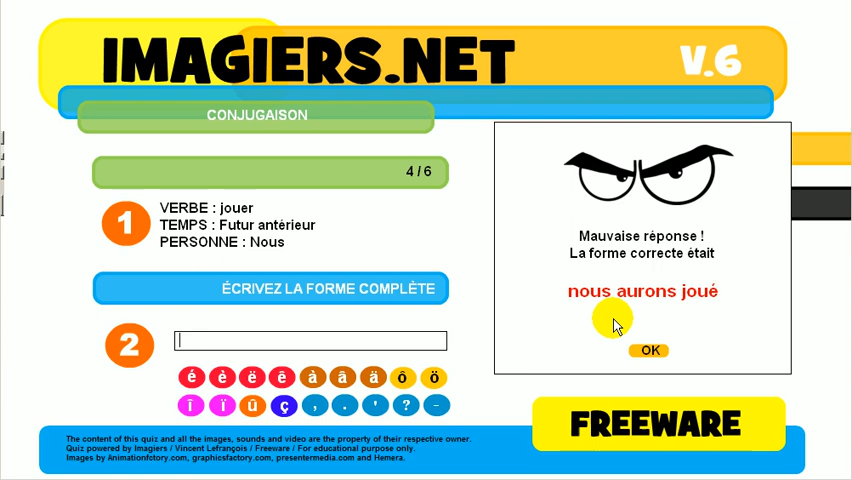 IMAGIERS.NET
V.6
CONJUGAISON
4 / 6
1
VERBE : jouer
TEMPS : Futur antérieur
PERSONNE : Nous
ÉCRIVEZ LA FORME COMPLÈTE
2
é è ë ê à â ä ô ö
î ï û ç , . ' ? -
Mauvaise réponse !
La forme correcte était
nous aurons joué
OK
FREEWARE
The content of this quiz and all the images, sounds and video are the property of their respective owner.
Quiz powered by Imagiers / Vincent Lefrançois / Freeware / For educational purpose only.
Images by Animationfctory.com, graphicsfactory.com, presentermedia.com and Hemera.